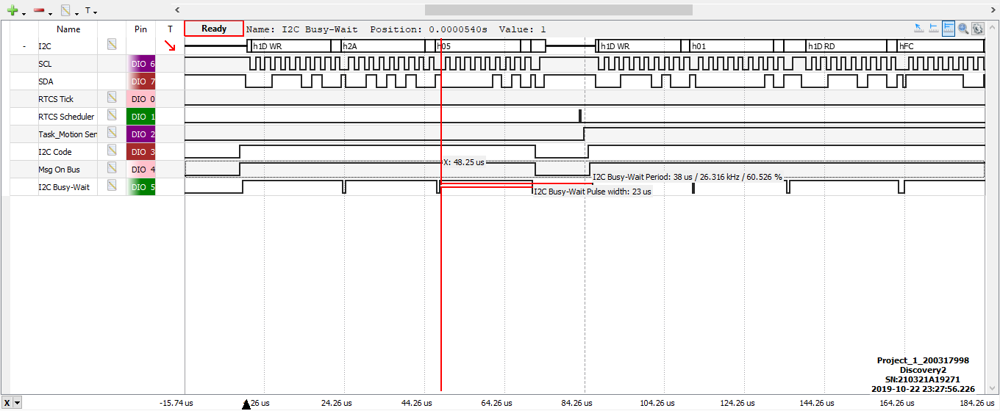 T
Name Pin T Ready Name: I2C Busy-Wait Position: 0.0000540s Value: 1
- I2C h1D WR h2A h05 h1D WR h01 h1D RD hFC
SCL DIO 6
SDA DIO 7
RTCS Tick DIO 0
RTCS Scheduler DIO 1
Task_Motion Sen DIO 2
I2C Code DIO 3
X: 48.25 us
Msg On Bus DIO 4
I2C Busy-Wait Period: 38 us / 26.316 kHz / 60.526 %
I2C Busy-Wait DIO 5
I2C Busy-Wait Pulse width: 23 us
Project_1_200317998
Discovery2
SN:210321A19271
2019-10-22 23:27:56.226
X -15.74 us 26 us 24.26 us 44.26 us 64.26 us 84.26 us 104.26 us 124.26 us 144.26 us 164.26 us 184.26 us